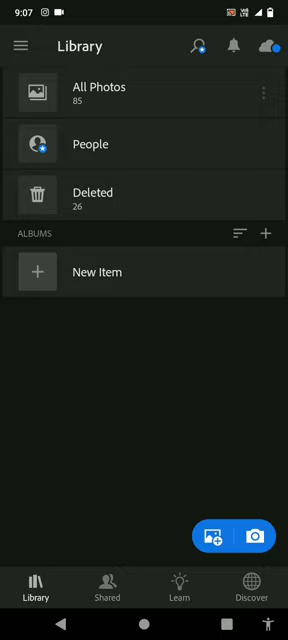 9:07
Library
All Photos
85
People
Deleted
26
ALBUMS
New Item
Library
Shared
Learn
Discover